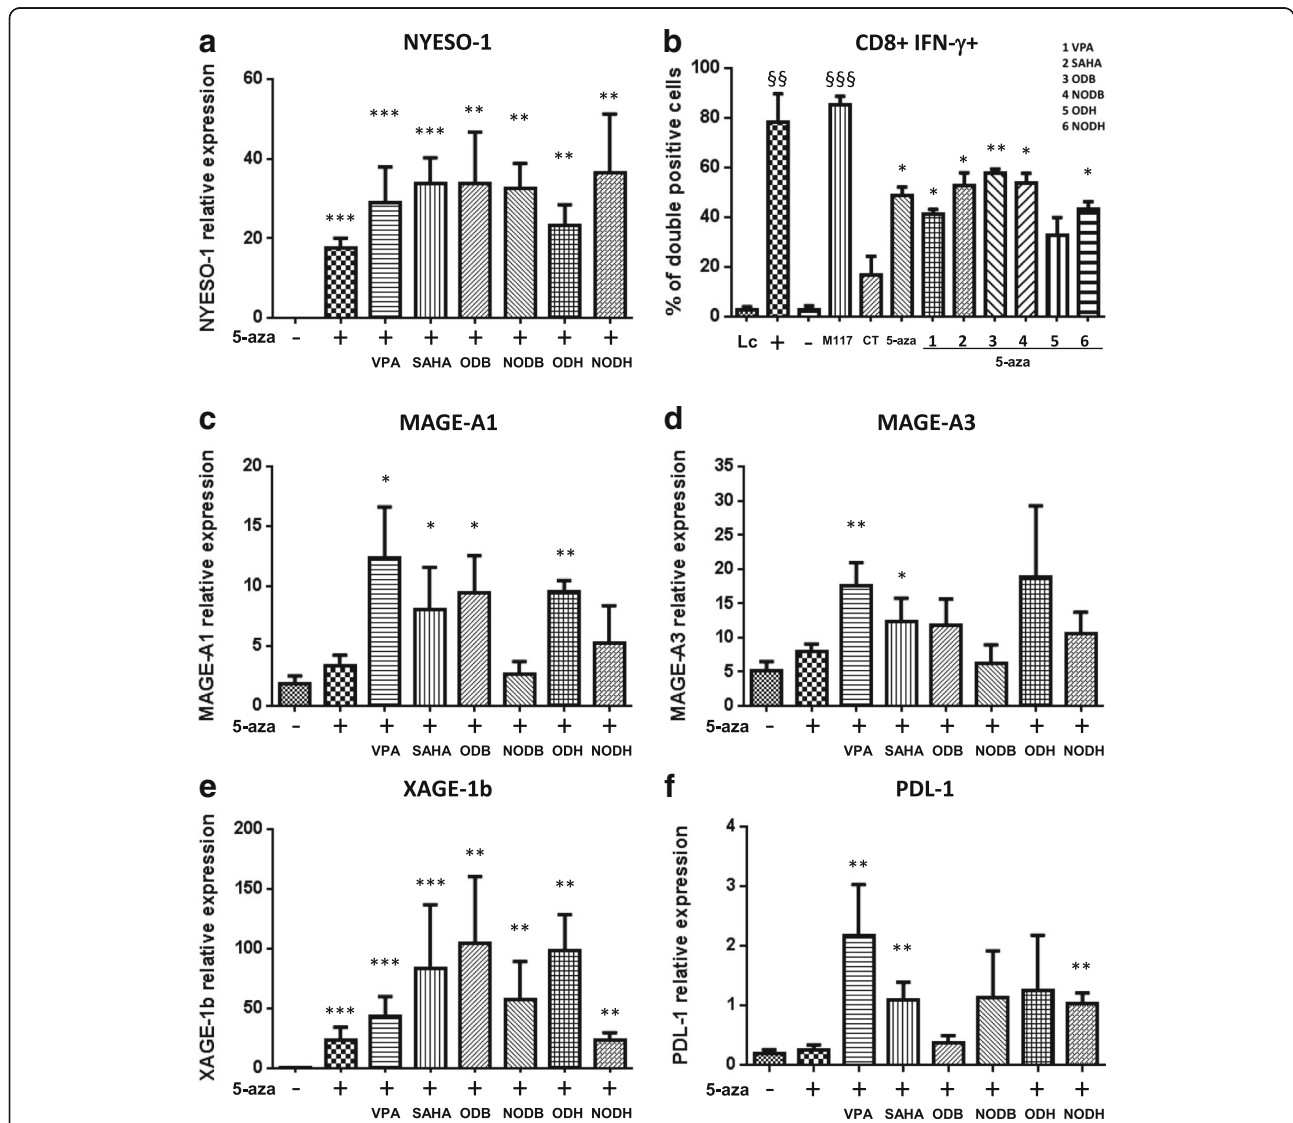 a
NYESO-1
NYESO-1 relative expression
60
40
20
0
***
***
***
**
**
**
**
5-aza - + + + + + + +
VPA SAHA ODB NODB ODH NODH
b
CD8+ IFN-γ+
1 VPA
2 SAHA
3 ODB
4 NODB
5 ODH
6 NODH
% of double positive cells
100
80
60
40
20
0
§§
§§§
*
*
*
**
*
*
Lc + - M117 CT 5-aza 1 2 3 4 5 6
5-aza
c
MAGE-A1
MAGE-A1 relative expression
20
15
10
5
0
*
*
*
**
5-aza - + + + + + + +
VPA SAHA ODB NODB ODH NODH
d
MAGE-A3
MAGE-A3 relative expression
35
30
25
20
15
10
5
0
**
*
5-aza - + + + + + + +
VPA SAHA ODB NODB ODH NODH
e
XAGE-1b
XAGE-1b relative expression
200
150
100
50
0
***
***
***
**
**
**
**
5-aza - + + + + + + +
VPA SAHA ODB NODB ODH NODH
f
PDL-1
PDL-1 relative expression
4
3
2
1
0
**
**
**
5-aza - + + + + + + +
VPA SAHA ODB NODB ODH NODH